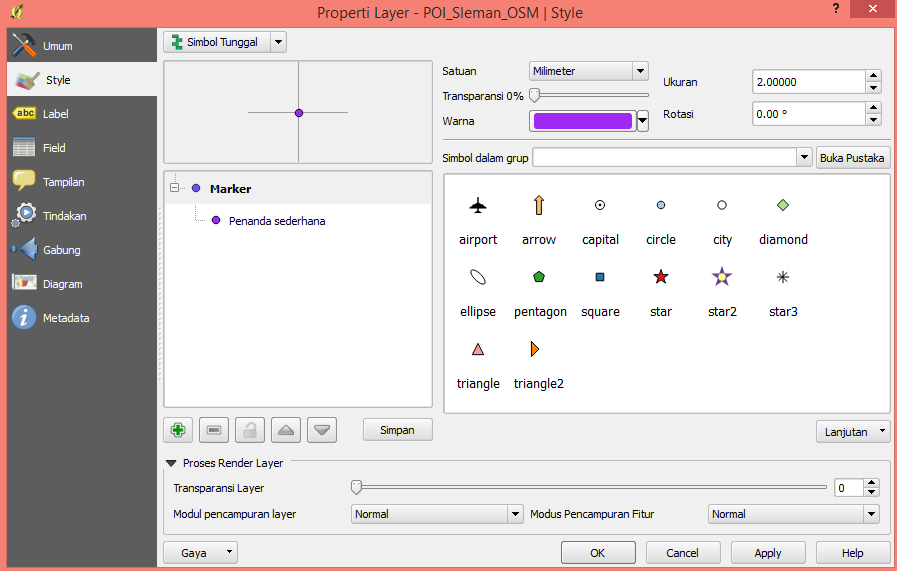 Properti Layer - POI_Sleman_OSM | Style
?
Umum
Style
abc Label
Field
Tampilan
Tindakan
Gabung
Diagram
Metadata
Simbol Tunggal
Satuan
Milimeter
Ukuran
2.00000
Transparansi 0%
Rotasi
0.00 °
Warna
Simbol dalam grup
Buka Pustaka
Marker
Penanda sederhana
airport arrow capital circle city diamond
ellipse pentagon square star star2 star3
triangle triangle2
Simpan
Lanjutan
Proses Render Layer
Transparansi Layer
0
Modul pencampuran layer
Normal
Modus Pencampuran Fitur
Normal
Gaya
OK
Cancel
Apply
Help